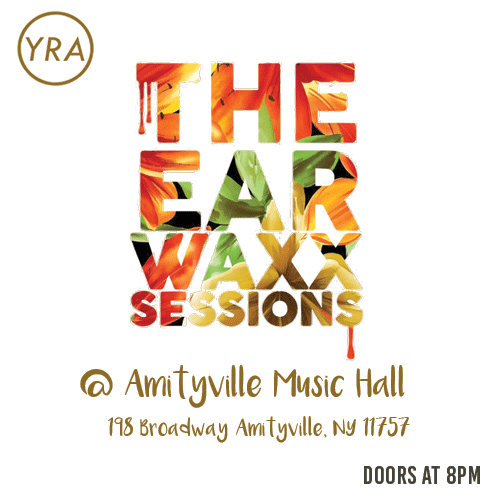 YRA
THE
EAR
WAXX
SESSIONS
@ Amityville Music Hall
198 Broadway Amityville, NY 11757
DOORS AT 8PM